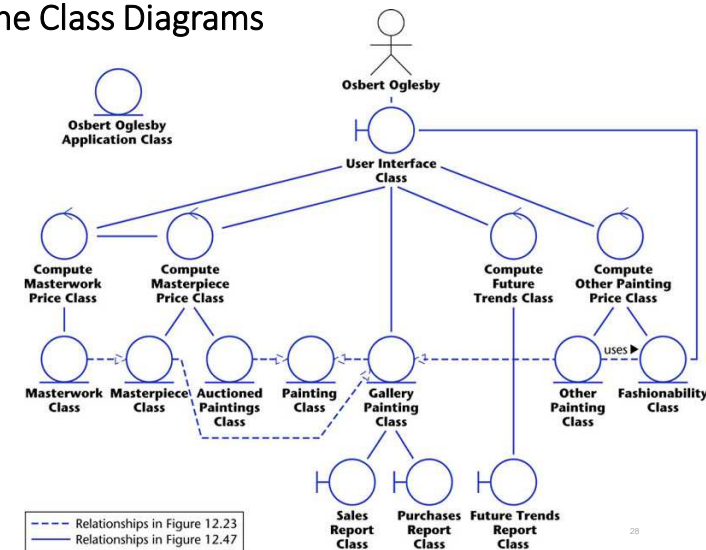 ne Class Diagrams
Osbert Oglesby
Osbert Oglesby
Application Class
User Interface
Class
Compute
Masterwork
Price Class
Compute
Masterpiece
Price Class
Compute
Future
Trends Class
Compute
Other Painting
Price Class
uses
Masterwork
Class
Masterpiece
Class
Auctioned
Paintings
Class
Painting
Class
Gallery
Painting
Class
Other
Painting
Class
Fashionability
Class
Sales
Report
Class
Purchases
Report
Class
Future Trends
Report
Class
Relationships in Figure 12.23
Relationships in Figure 12.47
28